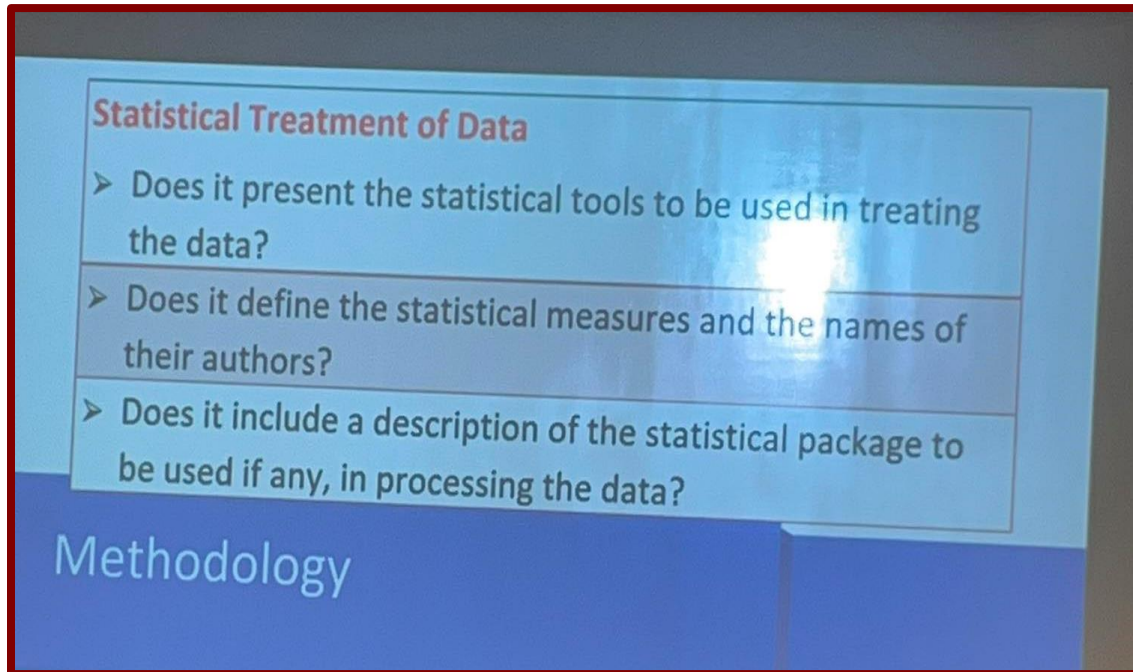 Statistical Treatment of Data
➤ Does it present the statistical tools to be used in treating
the data?
➤ Does it define the statistical measures and the names of
their authors?
➤ Does it include a description of the statistical package to
be used if any, in processing the data?
Methodology